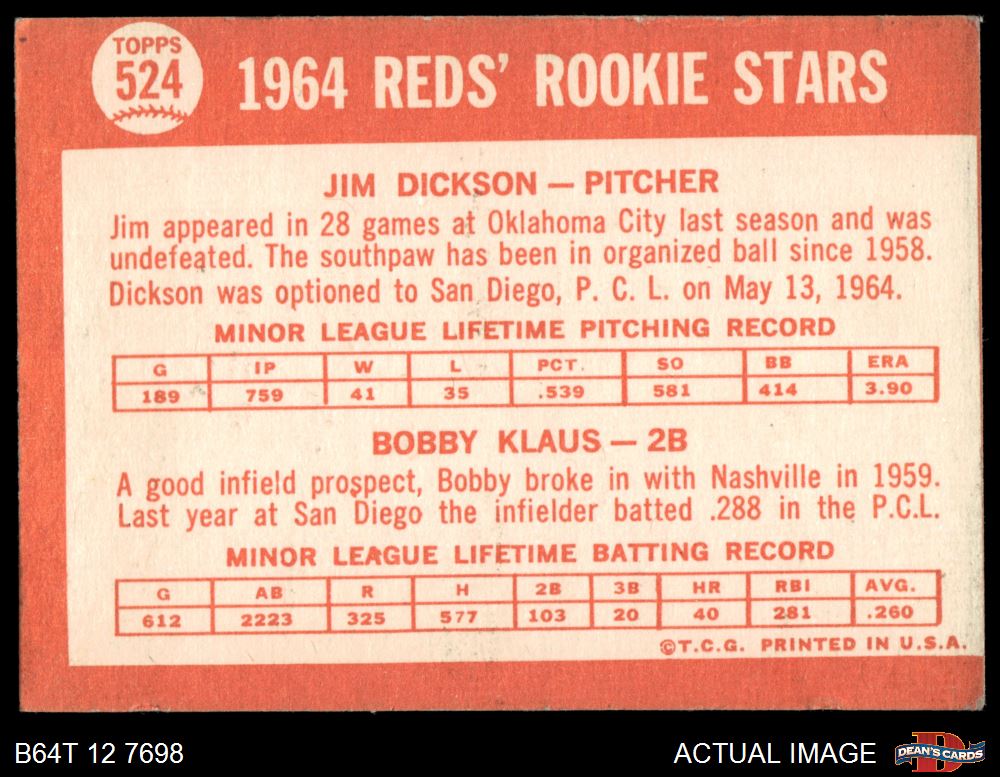 TOPPS
524
1964 REDS' ROOKIE STARS
JIM DICKSON — PITCHER
Jim appeared in 28 games at Oklahoma City last season and was
undefeated. The southpaw has been in organized ball since 1958.
Dickson was optioned to San Diego, P. C. L. on May 13, 1964.
MINOR LEAGUE LIFETIME PITCHING RECORD
G IP W L PCT. SO BB ERA
189 759 41 35 .539 581 414 3.90
BOBBY KLAUS — 2B
A good infield prospect, Bobby broke in with Nashville in 1959.
Last year at San Diego the infielder batted .288 in the P.C.L.
MINOR LEAGUE LIFETIME BATTING RECORD
G AB R H 2B 3B HR RBI AVG.
612 2223 325 577 103 20 40 281 .260
©T.C.G. PRINTED IN U.S.A.
B64T 12 7698
ACTUAL IMAGE
D
DEAN'S CARDS